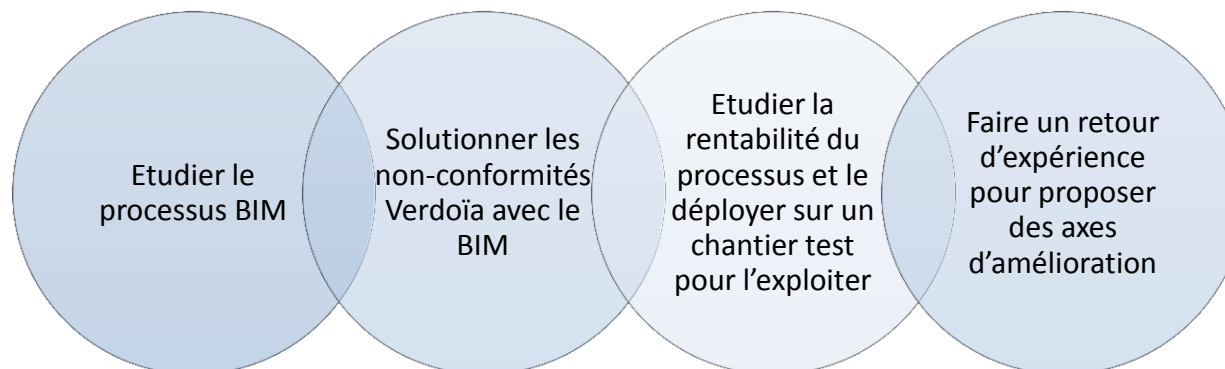 Etudier le
processus BIM
Solutionner les
non-conformités
Verdoïa avec le
BIM
Etudier la
rentabilité du
processus et le
déployer sur un
chantier test
pour l’exploiter
Faire un retour
d’expérience
pour proposer
des axes
d’amélioration